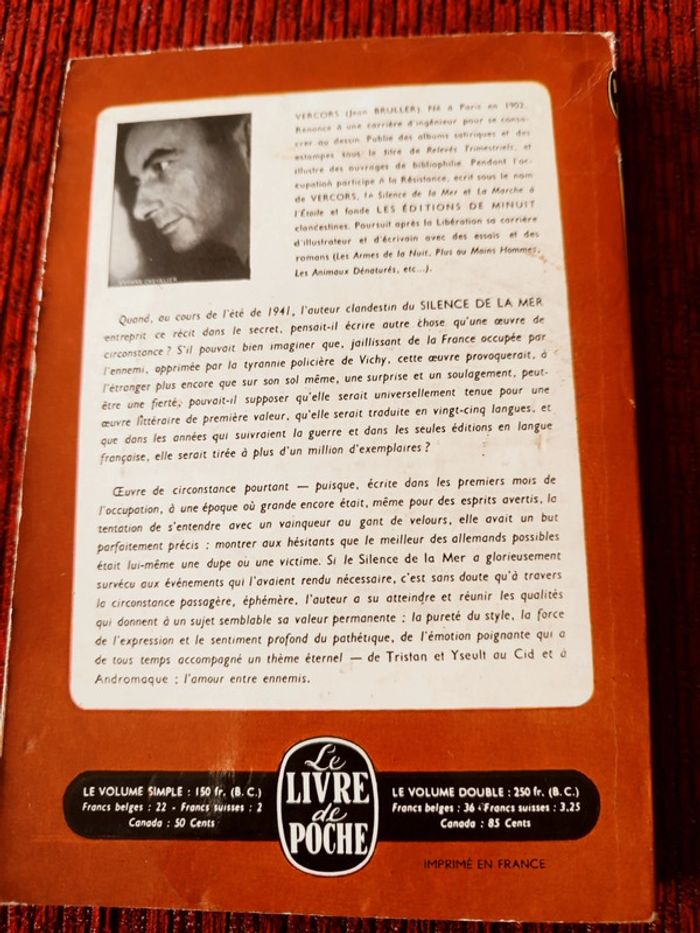 VERCORS (Jean BRULLER). Né à Paris en 1902.
Renonce à une carrière d'ingénieur pour se consa-
crer au dessin. Publie des albums satiriques et des
estampes sous le titre de Relevés Trimestriels, et
illustre des ouvrages de bibliophilie. Pendant l'oc-
cupation participe à la Résistance, écrit sous le nom
de VERCORS, Le Silence de la Mer et La Marche à
l'Étoile et fonde LES ÉDITIONS DE MINUIT
clandestines. Poursuit après la Libération sa carrière
d'illustrateur et d'écrivain avec des essais et des
romans (Les Armes de la Nuit, Plus ou Moins Hommes,
Les Animaux Dénaturés, etc...).
YVONNE CHEVALIER
Quand, au cours de l'été de 1941, l'auteur clandestin du SILENCE DE LA MER
entreprit ce récit dans le secret, pensait-il écrire autre chose qu'une œuvre de
circonstance ? S'il pouvait bien imaginer que, jaillissant de la France occupée par
l'ennemi, opprimée par la tyrannie policière de Vichy, cette œuvre provoquerait, à
l'étranger plus encore que sur son sol même, une surprise et un soulagement, peut-
être une fierté, pouvait-il supposer qu'elle serait universellement tenue pour une
œuvre littéraire de première valeur, qu'elle serait traduite en vingt-cinq langues, et
que dans les années qui suivraient la guerre et dans les seules éditions en langue
française, elle serait tirée à plus d'un million d'exemplaires ?
Œuvre de circonstance pourtant — puisque, écrite dans les premiers mois de
l'occupation, à une époque où grande encore était, même pour des esprits avertis, la
tentation de s'entendre avec un vainqueur au gant de velours, elle avait un but
parfaitement précis : montrer aux hésitants que le meilleur des allemands possibles
était lui-même une dupe ou une victime. Si le Silence de la Mer a glorieusement
survécu aux événements qui l'avaient rendu nécessaire, c'est sans doute qu'à travers
la circonstance passagère, éphémère, l'auteur a su atteindre et réunir les qualités
qui donnent à un sujet semblable sa valeur permanente : la pureté du style, la force
de l'expression et le sentiment profond du pathétique, de l'émotion poignante qui a
de tous temps accompagné un thème éternel — de Tristan et Yseult au Cid et à
Andromaque : l'amour entre ennemis.
LE VOLUME SIMPLE : 150 fr. (B. C.)
Francs belges : 22 - Francs suisses : 2
Canada : 50 Cents
Le
LIVRE
de
POCHE
LE VOLUME DOUBLE : 250 fr. (B. C.)
Francs belges : 36 - Francs suisses : 3,25
Canada : 85 Cents
IMPRIMÉ EN FRANCE